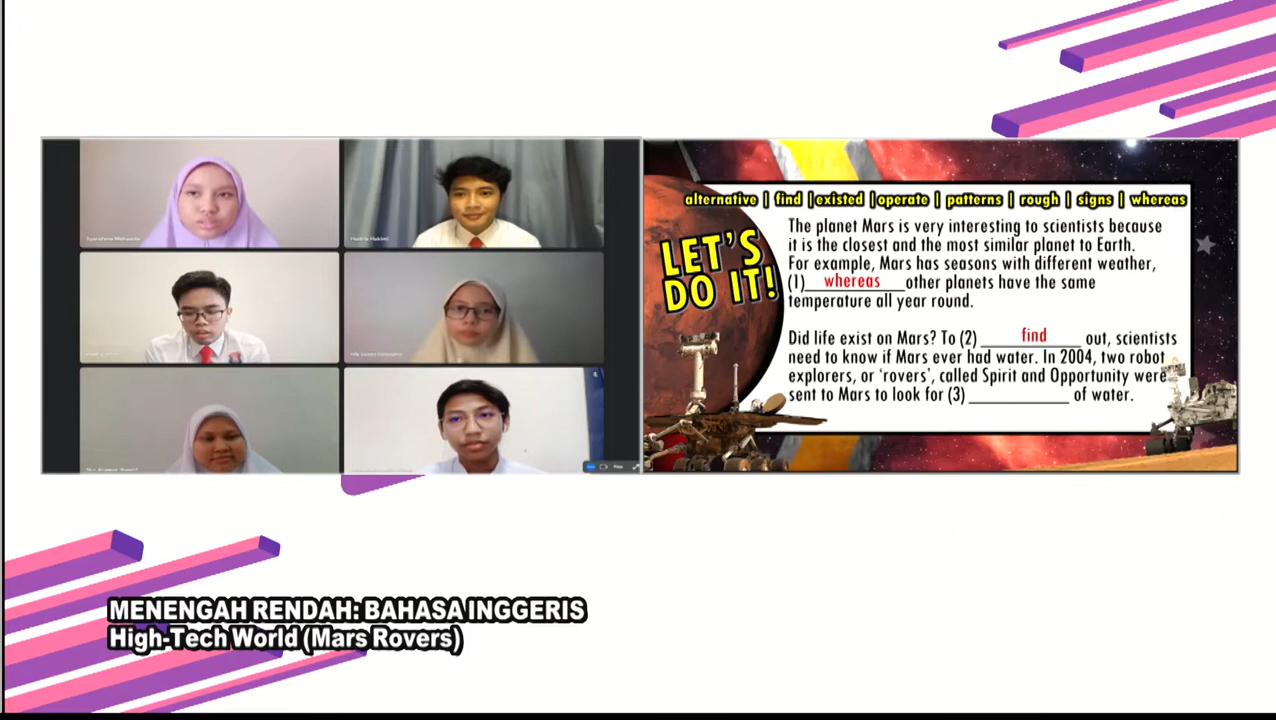 alternative | find | existed | operate | patterns | rough | signs | whereas
LET'S
DO IT!
The planet Mars is very interesting to scientists because
it is the closest and the most similar planet to Earth.
For example, Mars has seasons with different weather,
(1) whereas other planets have the same
temperature all year round.
Did life exist on Mars? To (2) find out, scientists
need to know if Mars ever had water. In 2004, two robot
explorers, or ‘rovers’, called Spirit and Opportunity were
sent to Mars to look for (3) __________ of water.
MENENGAH RENDAH: BAHASA INGGERIS
High-Tech World (Mars Rovers)